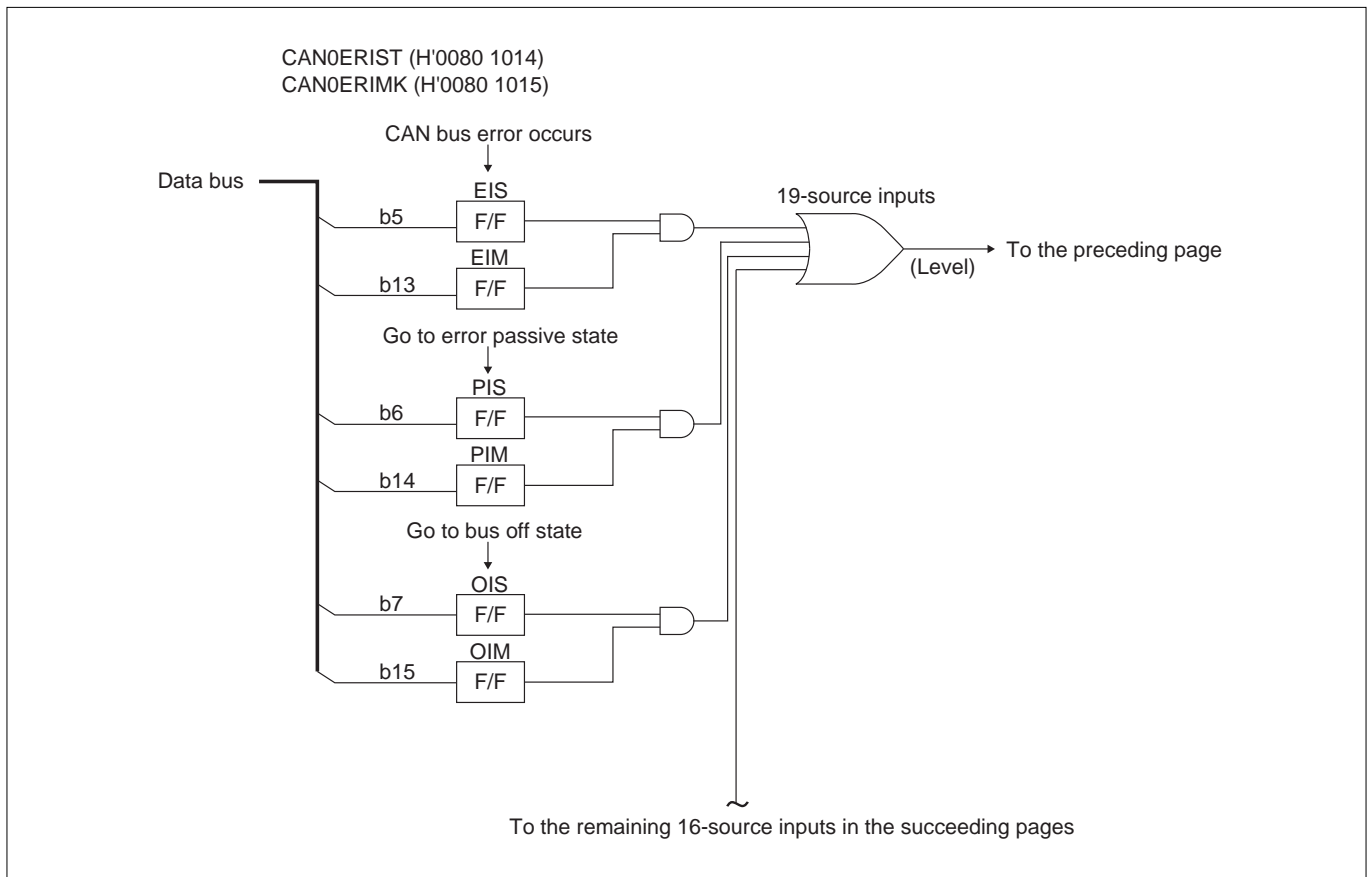 CAN0ERIST (H'0080 1014)
CAN0ERIMK (H'0080 1015)
CAN bus error occurs
Data bus
EIS
19-source inputs
b5
F/F
EIM
(Level)
To the preceding page
b13
F/F
Go to error passive state
PIS
b6
F/F
PIM
b14
F/F
Go to bus off state
OIS
b7
F/F
OIM
b15
F/F
To the remaining 16-source inputs in the succeeding pages